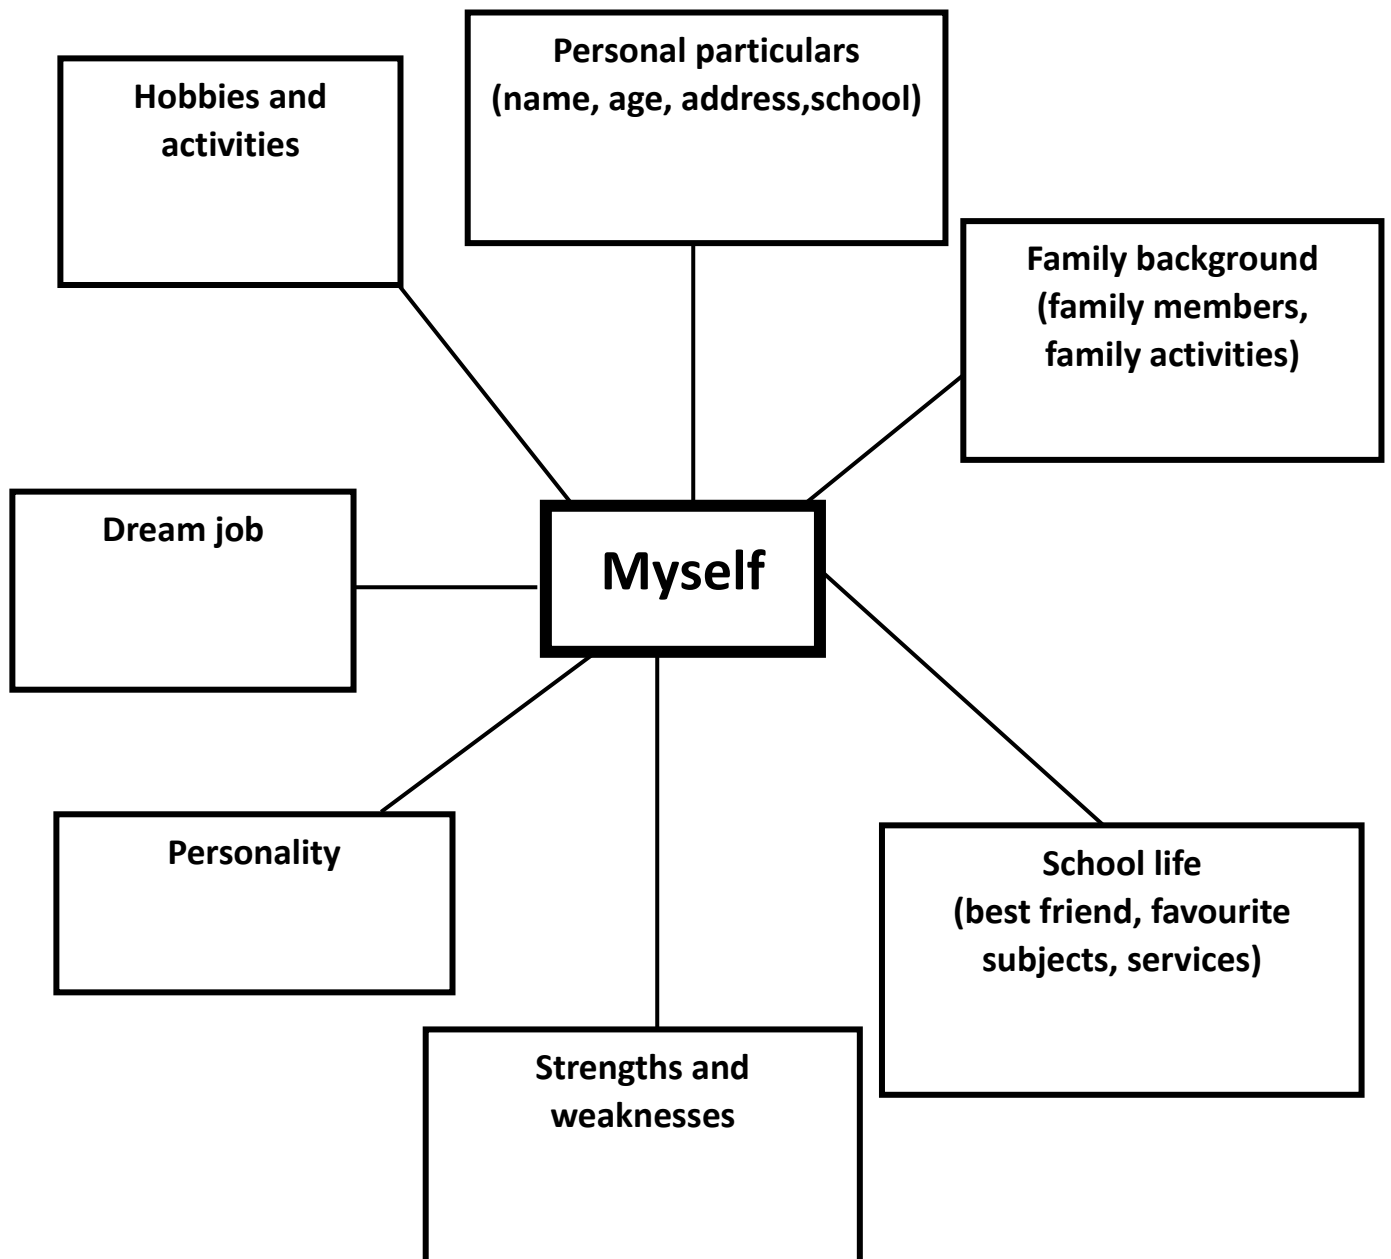 Personal particulars
(name, age, address,school)
Hobbies and
activities
Family background
(family members,
family activities)
Dream job
Myself
Personality
School life
(best friend, favourite
subjects, services)
Strengths and
weaknesses